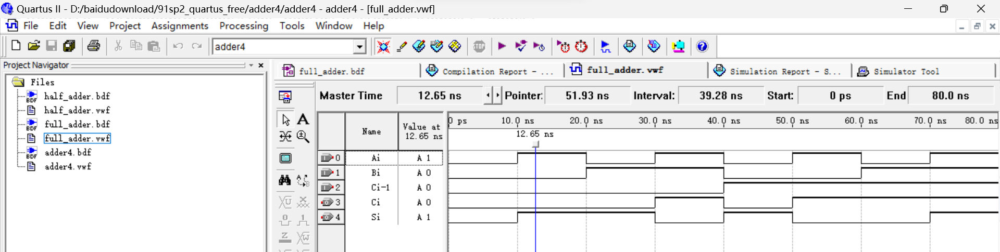 Quartus II - D:/baidudownload/91sp2_quartus_free/adder4/adder4 - adder4 - [full_adder.vwf]
File Edit View Project Assignments Processing Tools Window Help
adder4
STOP
Project Navigator
full_adder.bdf Compilation Report - ... full_adder.vwf Simulation Report - S... Simulator Tool
Files
BDF half_adder.bdf
half_adder.vwf
BDF full_adder.bdf
full_adder.vwf
BDF adder4.bdf
adder4.vwf
Master Time 12.65 ns Pointer: 51.93 ns Interval: 39.28 ns Start: 0 ps End 80.0 ns
Name Value at 12.65 ns
0 ps 10.0 ns 20.0 ns 30.0 ns 40.0 ns 50.0 ns 60.0 ns 70.0 ns 80.0 ns
12.65 ns
0 Ai A 1
1 Bi A 0
2 Ci-1 A 0
3 Ci A 0
4 Si A 1